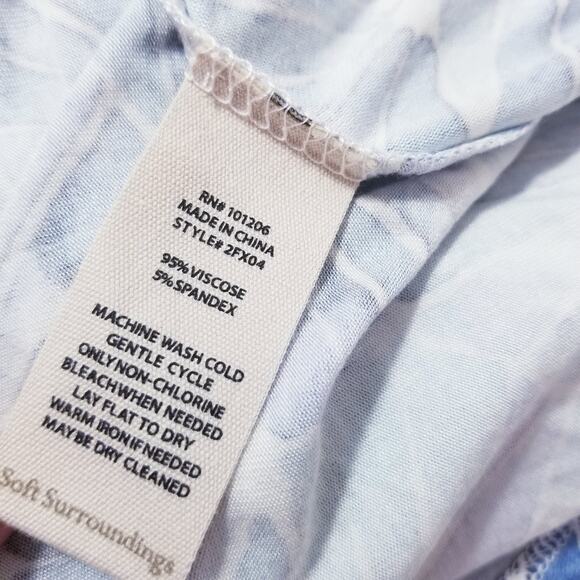 RN# 101206
MADE IN CHINA
STYLE# 2FX04
95% VISCOSE
5% SPANDEX
MACHINE WASH COLD
GENTLE CYCLE
ONLY NON-CHLORINE
BLEACH WHEN NEEDED
LAY FLAT TO DRY
WARM IRON IF NEEDED
MAY BE DRY CLEANED
Soft Surroundings